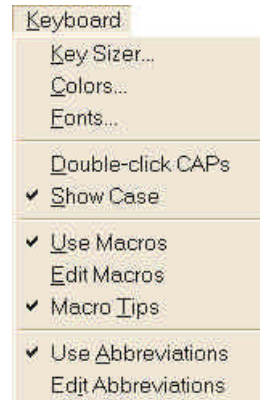 Keyboard
Key Sizer...
Colors...
Fonts...
Double-click CAPs
Show Case
Use Macros
Edit Macros
Macro Tips
Use Abbreviations
Edit Abbreviations